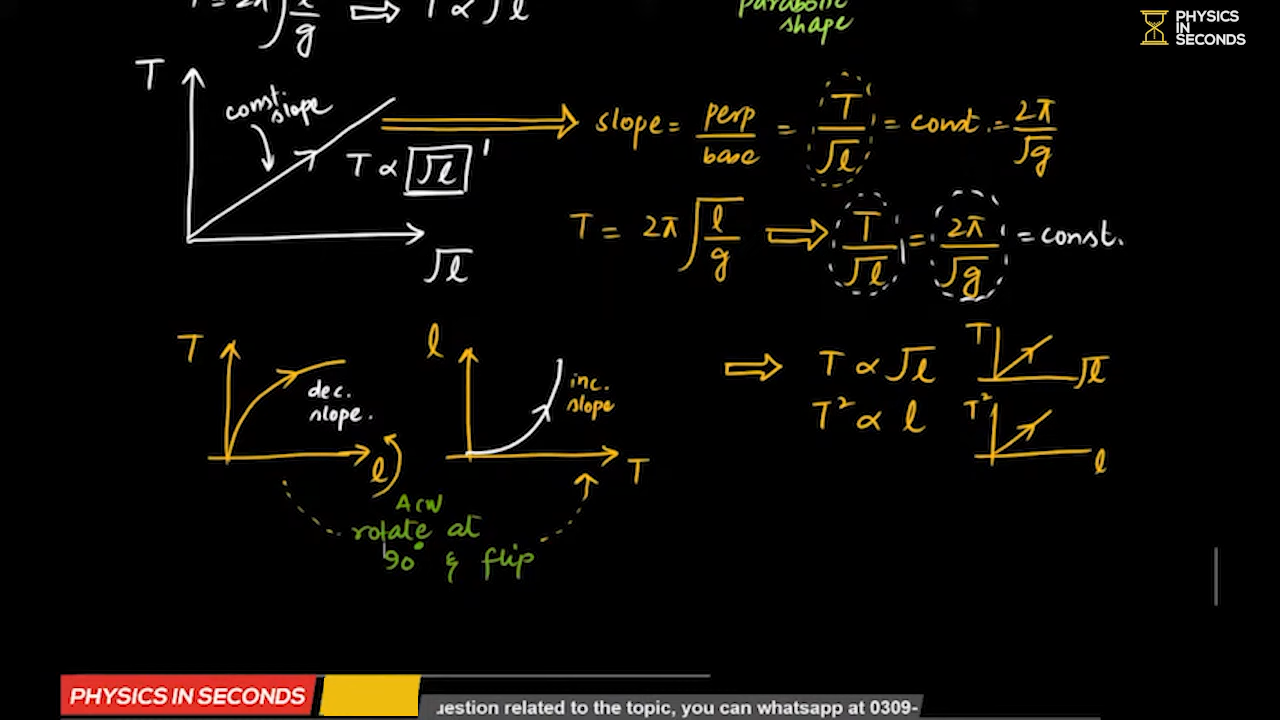 T = 2π√(l/g) ⇒ T ∝ √l
parabolic
shape
PHYSICS
IN
SECONDS
T
const.
slope
T ∝ √l ¹
√l
slope = perp/base = T/√l = const. = 2π/√g
T = 2π√(l/g) ⇒ T/√l = 2π/√g = const.
T
dec.
slope.
l
l
inc.
slope
T
ACW
rotate at
90° & flip
⇒ T ∝ √l
T² ∝ l
T
√l
T²
l
PHYSICS IN SECONDS
uestion related to the topic, you can whatsapp at 0309-